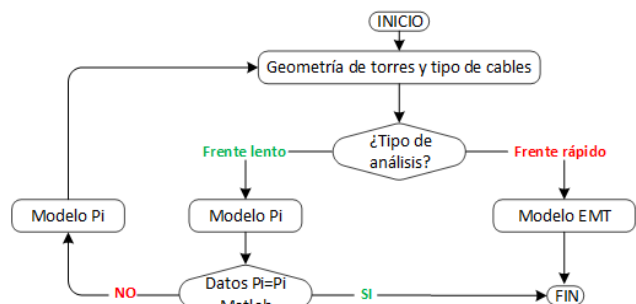 INICIO
Geometría de torres y tipo de cables
¿Tipo de
análisis?
Frente lento
Frente rápido
Modelo Pi
Modelo Pi
Modelo EMT
Datos Pi=Pi
Matlab
NO
SI
FIN